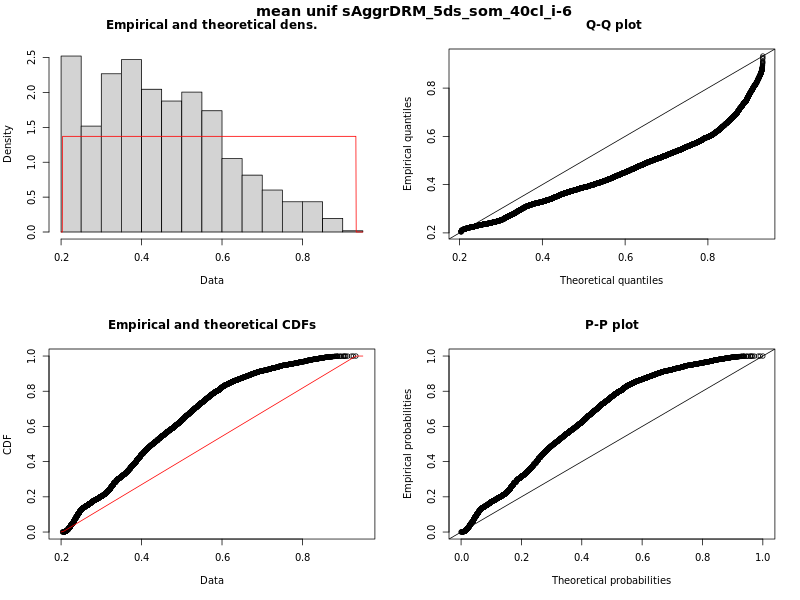 mean unif sAggrDRM_5ds_som_40cl_i-6
Empirical and theoretical dens.
Density
0.0 0.5 1.0 1.5 2.0 2.5
0.2 0.4 0.6 0.8
Data
Q-Q plot
Empirical quantiles
0.2 0.4 0.6 0.8
0.2 0.4 0.6 0.8
Theoretical quantiles
Empirical and theoretical CDFs
CDF
0.0 0.2 0.4 0.6 0.8 1.0
0.2 0.4 0.6 0.8
Data
P-P plot
Empirical probabilities
0.0 0.2 0.4 0.6 0.8 1.0
0.0 0.2 0.4 0.6 0.8 1.0
Theoretical probabilities